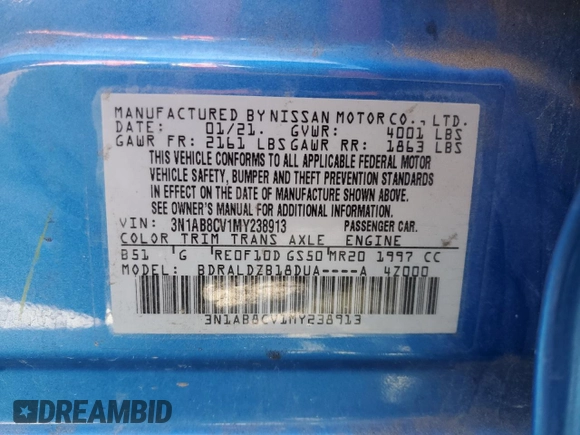 MANUFACTURED BY NISSAN MOTOR CO., LTD.
DATE: 01/21. GVWR: 4001 LBS
GAWR FR: 2161 LBS GAWR RR: 1863 LBS
THIS VEHICLE CONFORMS TO ALL APPLICABLE FEDERAL MOTOR
VEHICLE SAFETY, BUMPER AND THEFT PREVENTION STANDARDS
IN EFFECT ON THE DATE OF MANUFACTURE SHOWN ABOVE.
SEE OWNER'S MANUAL FOR ADDITIONAL INFORMATION.
VIN: 3N1AB8CV1MY238913 PASSENGER CAR.
COLOR TRIM TRANS AXLE ENGINE
B51 G RE0F10D GS50 MR20 1997 CC
MODEL: BDRALDZB18DUA----A 4Z000
3N1AB8CV1MY238913
DREAMBID